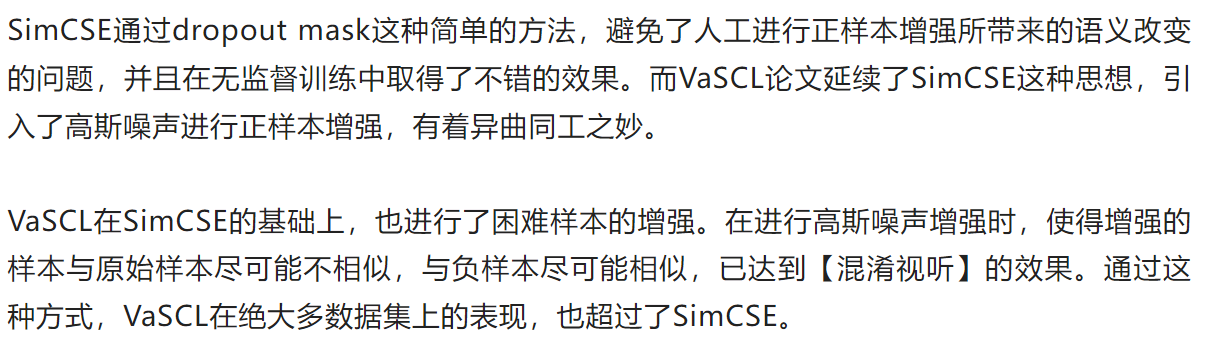 SimCSE通过dropout mask这种简单的方法，避免了人工进行正样本增强所带来的语义改变
的问题，并且在无监督训练中取得了不错的效果。而VaSCL论文延续了SimCSE这种思想，引
入了高斯噪声进行正样本增强，有着异曲同工之妙。
VaSCL在SimCSE的基础上，也进行了困难样本的增强。在进行高斯噪声增强时，使得增强的
样本与原始样本尽可能不相似，与负样本尽可能相似，已达到【混淆视听】的效果。通过这
种方式，VaSCL在绝大多数据集上的表现，也超过了SimCSE。